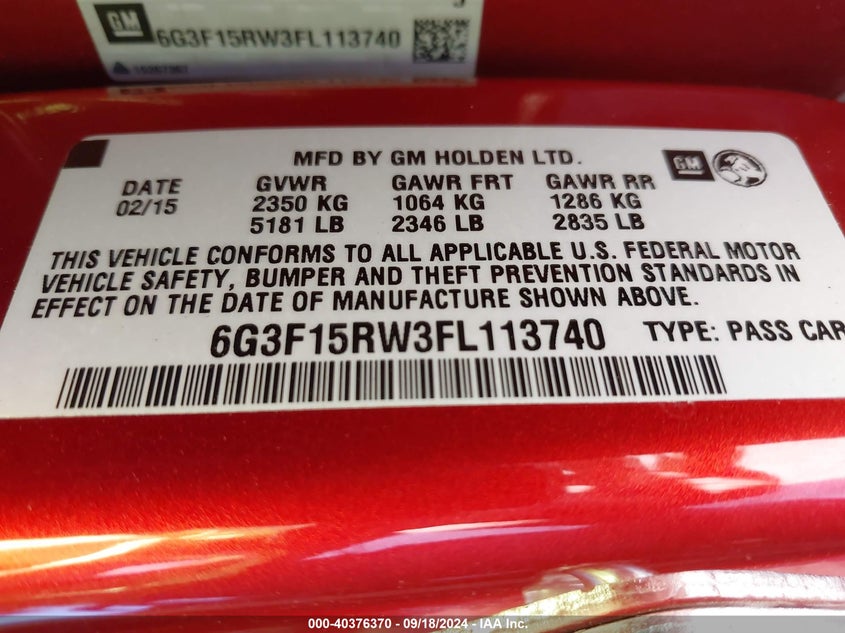 GM
6G3F15RW3FL113740
MFD BY GM HOLDEN LTD.
GM
DATE GVWR GAWR FRT GAWR RR
02/15 2350 KG 1064 KG 1286 KG
5181 LB 2346 LB 2835 LB
THIS VEHICLE CONFORMS TO ALL APPLICABLE U.S. FEDERAL MOTOR
VEHICLE SAFETY, BUMPER AND THEFT PREVENTION STANDARDS IN
EFFECT ON THE DATE OF MANUFACTURE SHOWN ABOVE.
6G3F15RW3FL113740 TYPE: PASS CAR
000-40376370 - 09/18/2024 - IAA Inc.